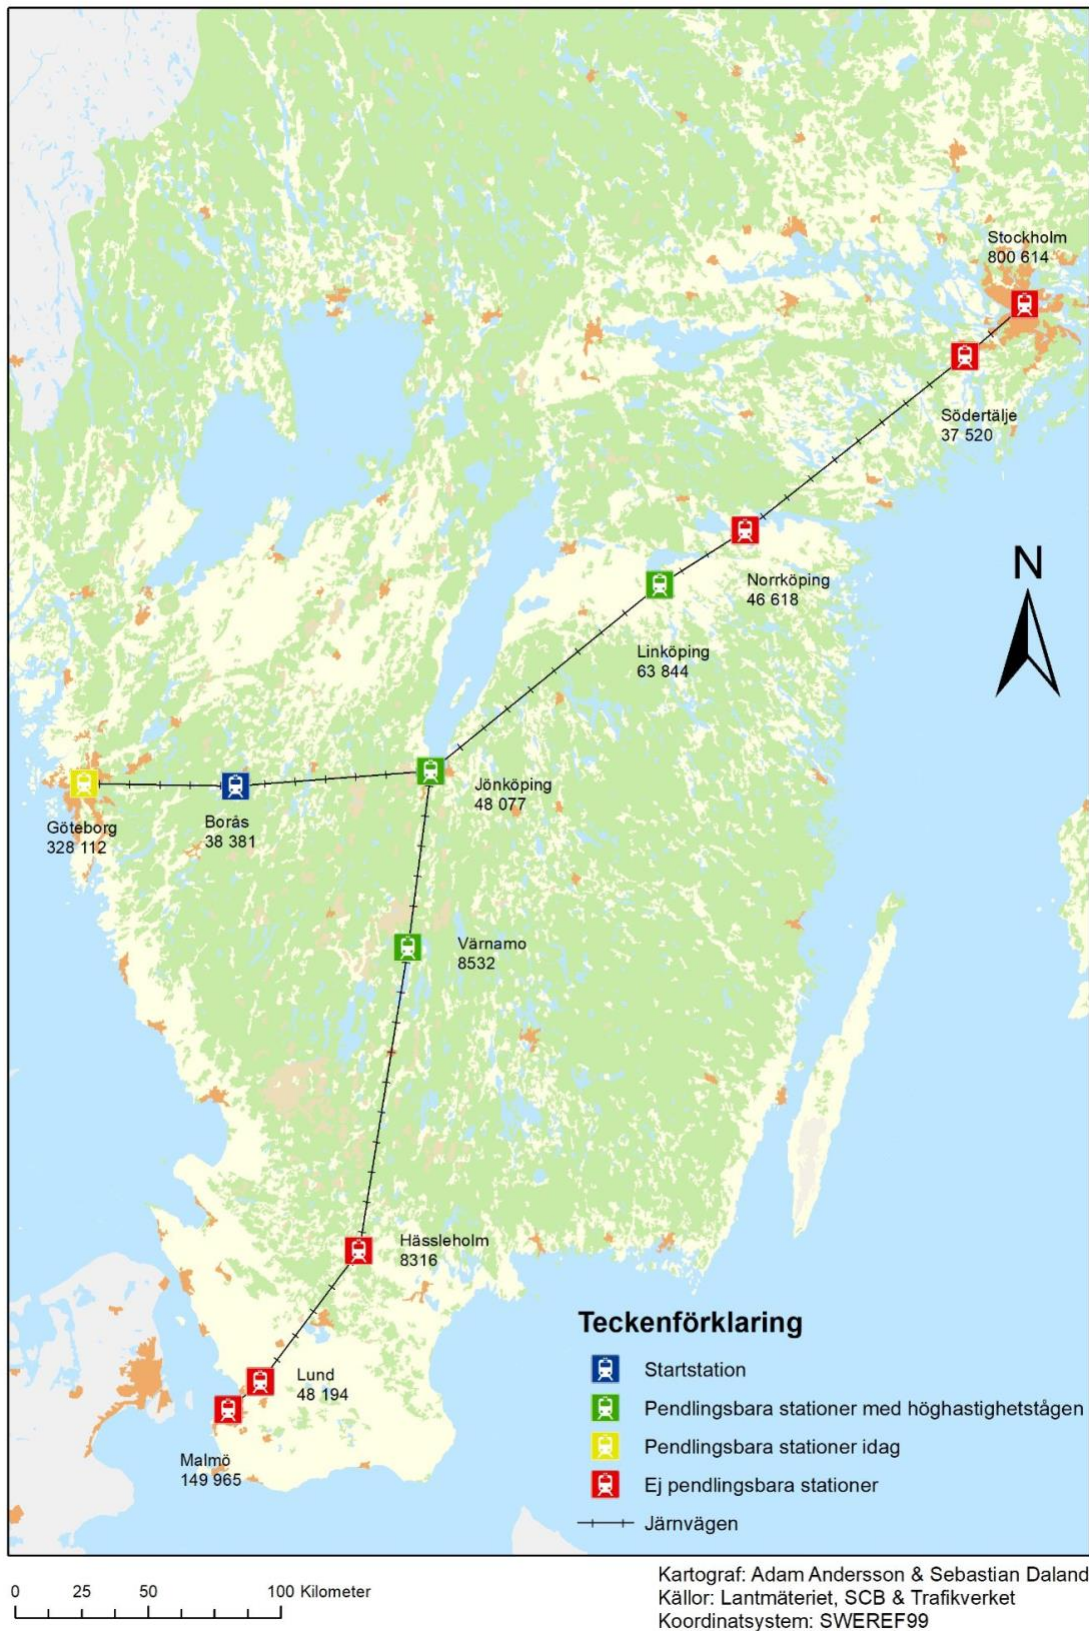 Stockholm
800 614
Södertälje
37 520
Norrköping
46 618
N
Linköping
63 844
Jönköping
48 077
Göteborg
328 112
Borås
38 381
Värnamo
8532
Hässleholm
8316
Lund
48 194
Malmö
149 965
Teckenförklaring
Startstation
Pendlingsbara stationer med höghastighetstågen
Pendlingsbara stationer idag
Ej pendlingsbara stationer
Järnvägen
0 25 50 100 Kilometer
Kartograf: Adam Andersson & Sebastian Daland
Källor: Lantmäteriet, SCB & Trafikverket
Koordinatsystem: SWEREF99